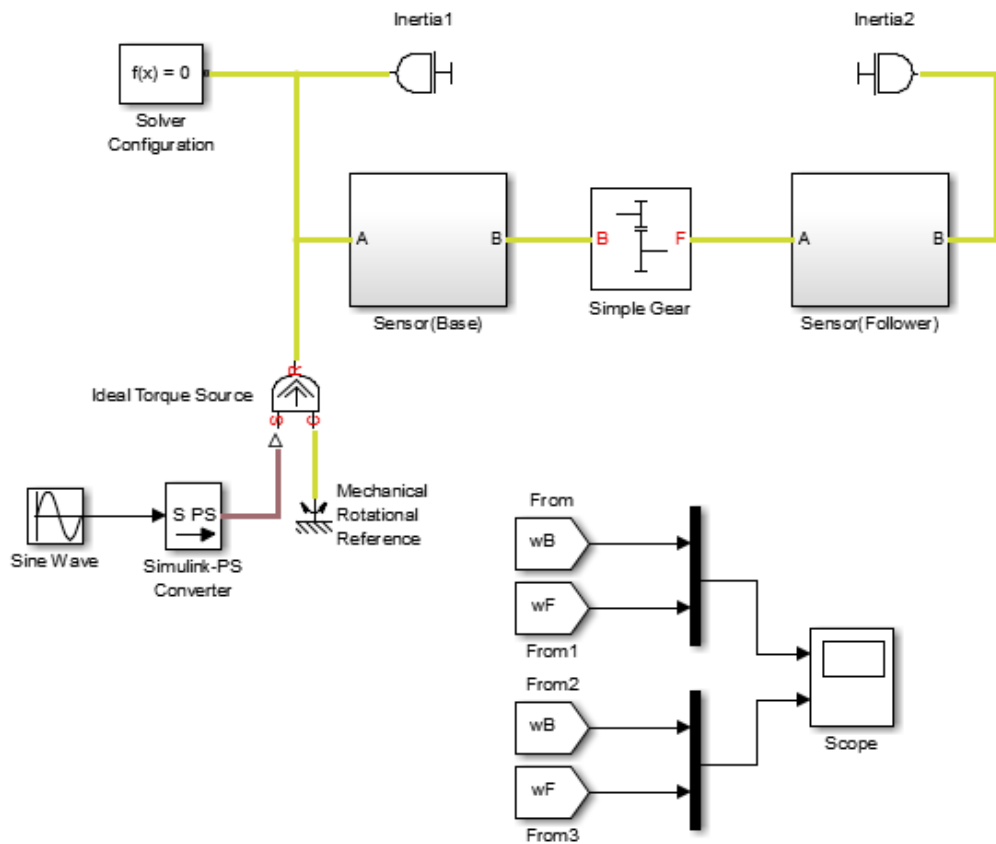 Inertia1
Inertia2
f(x) = 0
Solver
Configuration
A
B
Sensor(Base)
B
F
Simple Gear
A
B
Sensor(Follower)
R
Ideal Torque Source
S
C
Mechanical
Rotational
Reference
Sine Wave
S PS
Simulink-PS
Converter
From
wB
wF
From1
From2
wB
wF
From3
Scope